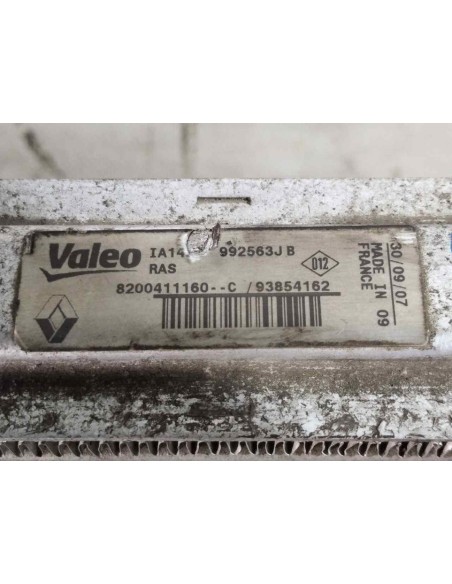 Valeo
IA14 992563J B
RAS
D12
8200411160--C /93854162
30/09/07
MADE IN 09
FRANCE